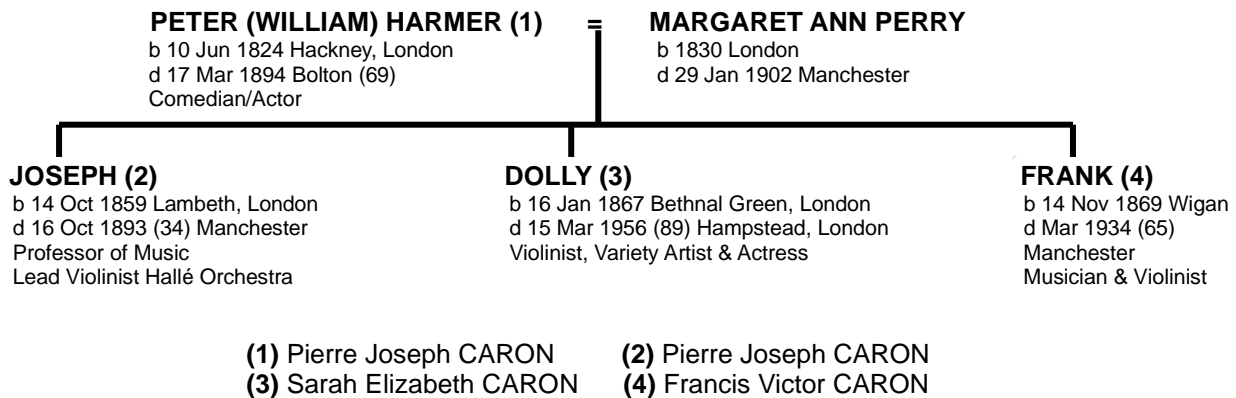 PETER (WILLIAM) HARMER (1) = MARGARET ANN PERRY
b 10 Jun 1824 Hackney, London
d 17 Mar 1894 Bolton (69)
Comedian/Actor
b 1830 London
d 29 Jan 1902 Manchester
JOSEPH (2)
b 14 Oct 1859 Lambeth, London
d 16 Oct 1893 (34) Manchester
Professor of Music
Lead Violinist Hallé Orchestra
DOLLY (3)
b 16 Jan 1867 Bethnal Green, London
d 15 Mar 1956 (89) Hampstead, London
Violinist, Variety Artist & Actress
FRANK (4)
b 14 Nov 1869 Wigan
d Mar 1934 (65)
Manchester
Musician & Violinist
(1) Pierre Joseph CARON (2) Pierre Joseph CARON
(3) Sarah Elizabeth CARON (4) Francis Victor CARON